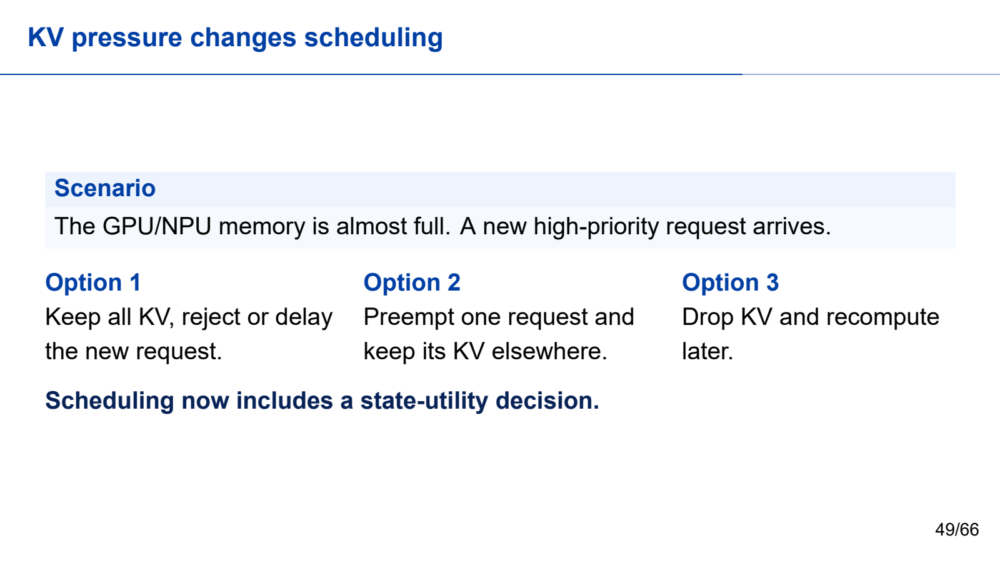 KV pressure changes scheduling
Scenario
The GPU/NPU memory is almost full. A new high-priority request arrives.
Option 1
Keep all KV, reject or delay
the new request.
Option 2
Preempt one request and
keep its KV elsewhere.
Option 3
Drop KV and recompute
later.
Scheduling now includes a state-utility decision.
49/66